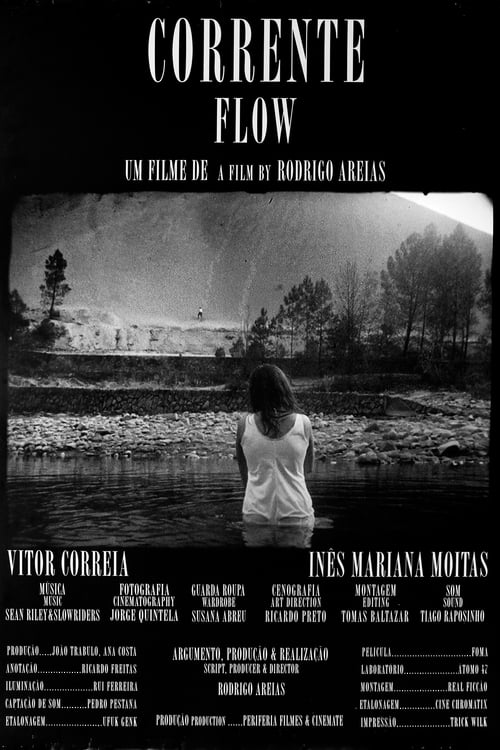 CORRENTE
FLOW
UM FILME DE A FILM BY RODRIGO AREIAS
VITOR CORREIA INÊS MARIANA MOITAS
MÚSICA FOTOGRAFIA GUARDA ROUPA CENOGRAFIA MONTAGEM SOM
MUSIC CINEMATOGRAPHY WARDROBE ART DIRECTION EDITING SOUND
SEAN RILEY&SLOWRIDERS JORGE QUINTELA SUSANA ABREU RICARDO PRETO TOMAS BALTAZAR TIAGO RAPOSINHO
PRODUÇÃO......JOÃO TRABULO, ANA COSTA
ANOTAÇÃO....................RICARDO FREITAS
ILUMINAÇÃO......................RUI FERREIRA
CAPTAÇÃO DE SOM.........PEDRO PESTANA
ETALONAGEM....................UFUK GENK
ARGUMENTO, PRODUÇÃO & REALIZAÇÃO
SCRIPT, PRODUCER & DIRECTOR
RODRIGO AREIAS
PRODUÇÃO PRODUCTION .....PERIFERIA FILMES & CINEMATE
PELICULA................................FOMA
LABORATÓRIO......................ATOMO 47
MONTAGEM......................REAL FICCÃO
ETALONAGEM.............CINE CHROMATIX
IMPRESSÃO........................TRICK WILK